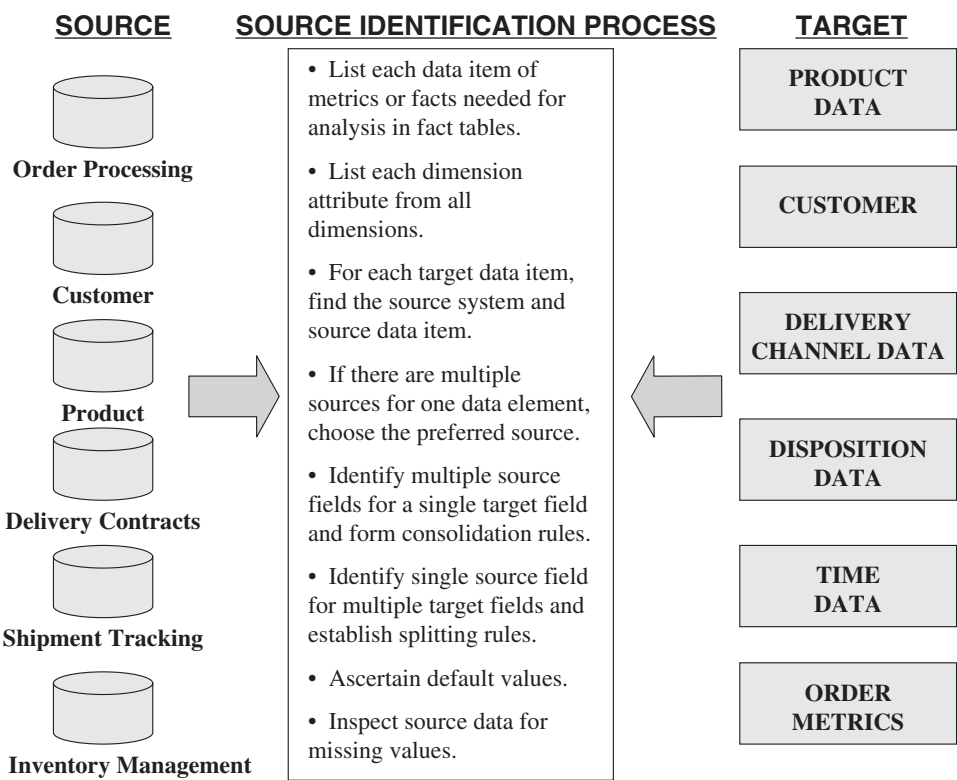 SOURCE
Order Processing
Customer
Product
Delivery Contracts
Shipment Tracking
Inventory Management
SOURCE IDENTIFICATION PROCESS
• List each data item of
metrics or facts needed for
analysis in fact tables.
• List each dimension
attribute from all
dimensions.
• For each target data item,
find the source system and
source data item.
• If there are multiple
sources for one data element,
choose the preferred source.
• Identify multiple source
fields for a single target field
and form consolidation rules.
• Identify single source field
for multiple target fields and
establish splitting rules.
• Ascertain default values.
• Inspect source data for
missing values.
TARGET
PRODUCT
DATA
CUSTOMER
DELIVERY
CHANNEL DATA
DISPOSITION
DATA
TIME
DATA
ORDER
METRICS